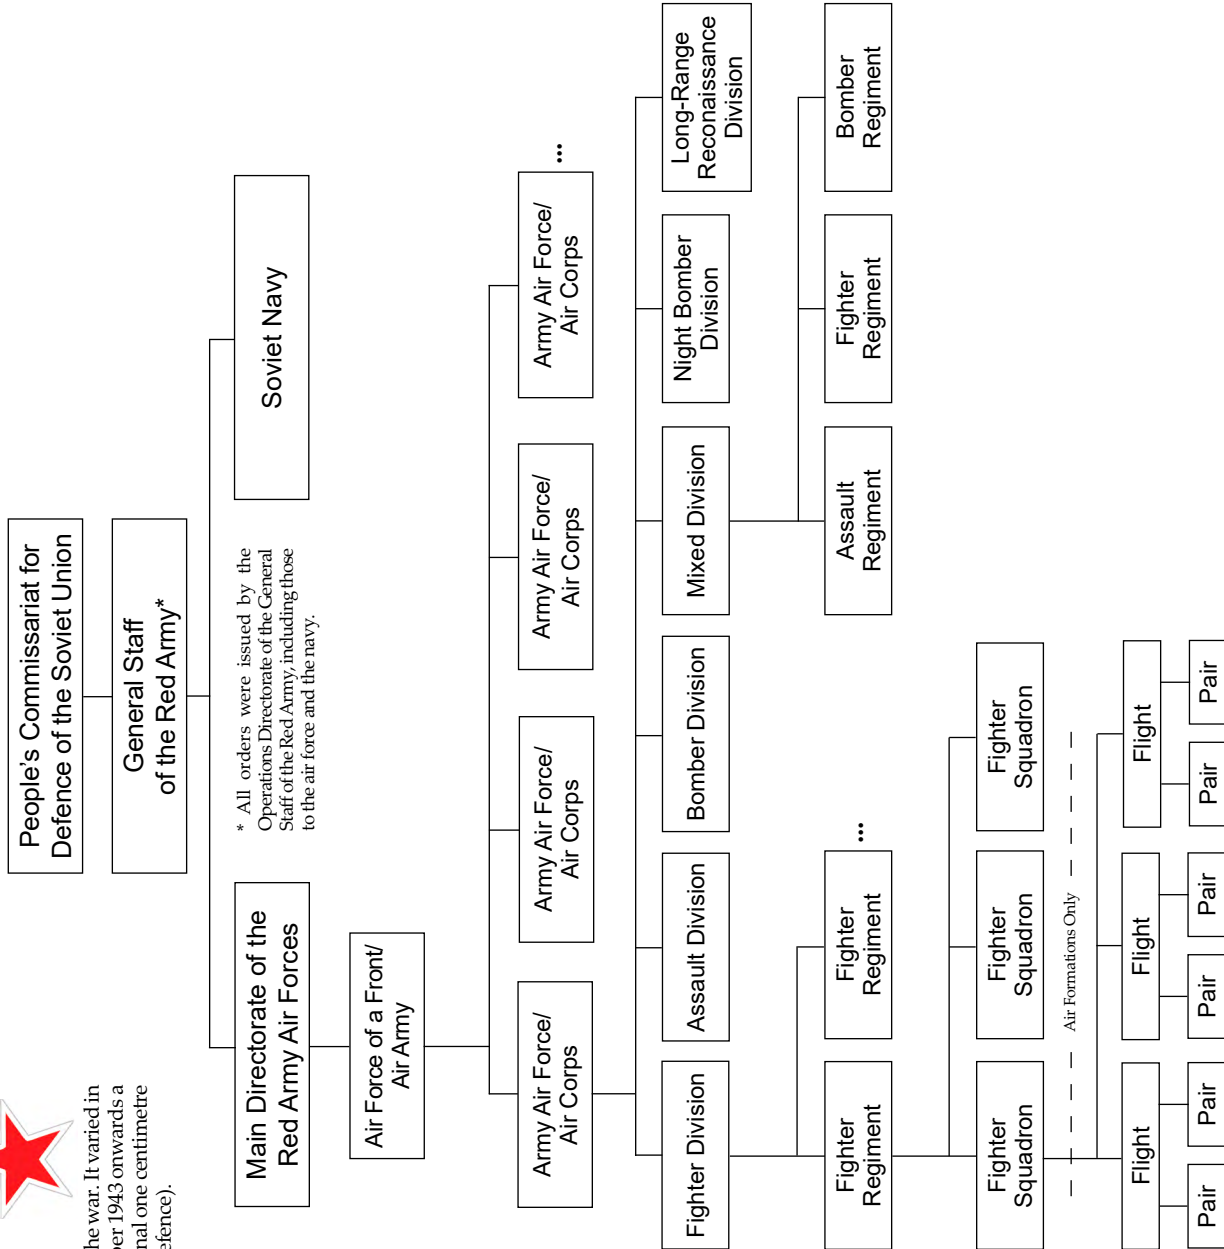 he war. It varied in
er 1943 onwards a
nal one centimetre
efence).
People's Commissariat for
Defence of the Soviet Union
General Staff
of the Red Army*
Main Directorate of the
Red Army Air Forces
* All orders were issued by the
Operations Directorate of the General
Staff of the Red Army, including those
to the air force and the navy.
Soviet Navy
Air Force of a Front/
Air Army
Army Air Force/
Air Corps
Army Air Force/
Air Corps
Army Air Force/
Air Corps
Army Air Force/
Air Corps
...
Fighter Division
Assault Division
Bomber Division
Mixed Division
Night Bomber
Division
Long-Range
Reconaissance
Division
Fighter
Regiment
Fighter
Regiment
...
Assault
Regiment
Fighter
Regiment
Bomber
Regiment
Fighter
Squadron
Fighter
Squadron
Fighter
Squadron
Air Formations Only
Flight
Flight
Flight
Pair
Pair
Pair
Pair
Pair
Pair